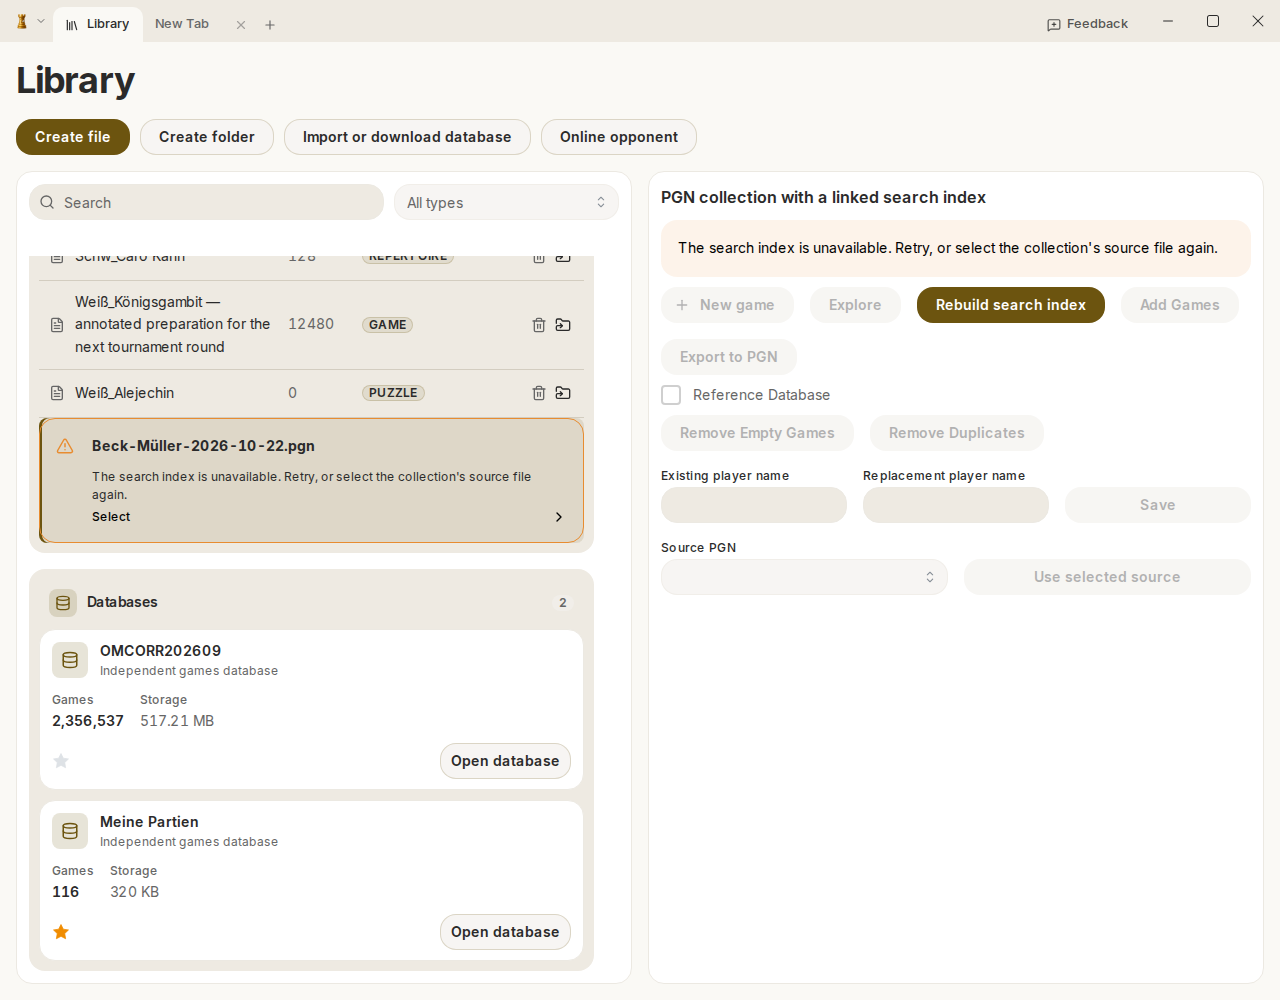 Library
New Tab
Feedback
Library
Create file
Create folder
Import or download database
Online opponent
Search
All types
Schw_Caro Kann
128
REPERTOIRE
Weiß_Königsgambit —
annotated preparation for the
next tournament round
12480
GAME
Weiß_Alejechin
0
PUZZLE
Beck-Müller-2026-10-22.pgn
The search index is unavailable. Retry, or select the collection's source file
again.
Select
Databases
2
OMCORR202609
Independent games database
Games
Storage
2,356,537
517.21 MB
Open database
Meine Partien
Independent games database
Games
Storage
116
320 KB
Open database
PGN collection with a linked search index
The search index is unavailable. Retry, or select the collection's source file again.
New game
Explore
Rebuild search index
Add Games
Export to PGN
Reference Database
Remove Empty Games
Remove Duplicates
Existing player name
Replacement player name
Save
Source PGN
Use selected source